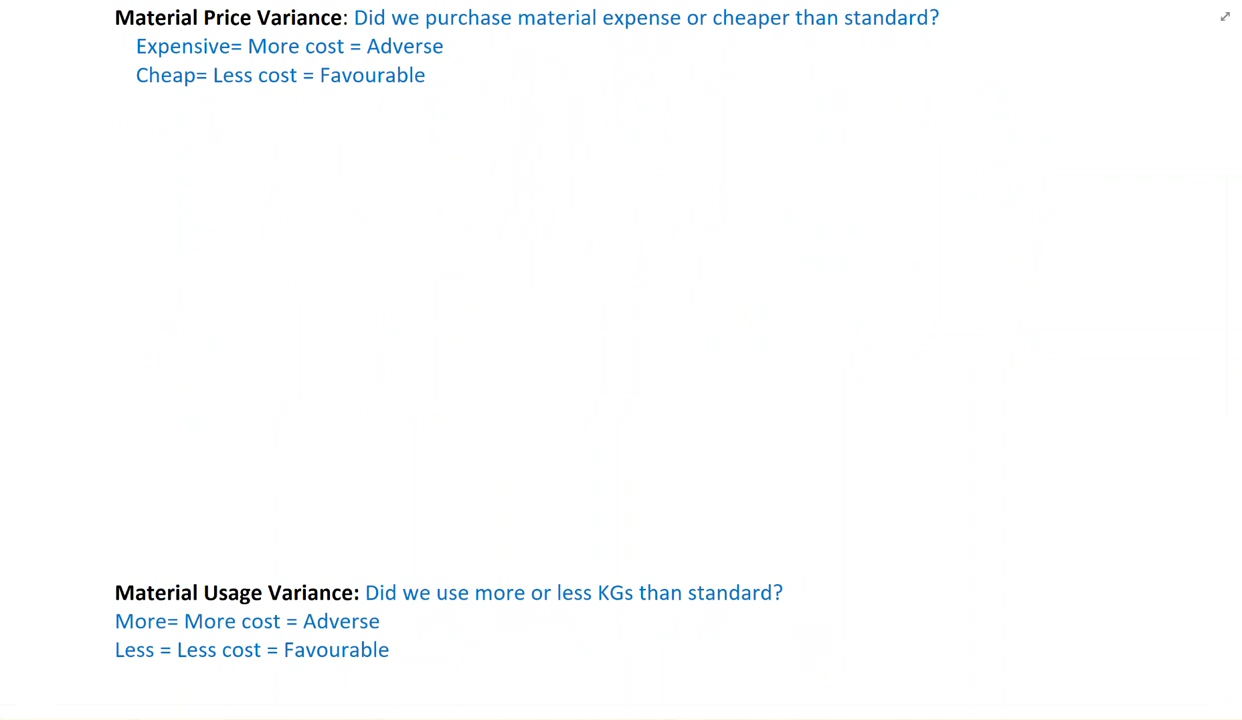 Material Price Variance: Did we purchase material expense or cheaper than standard?
Expensive= More cost = Adverse
Cheap= Less cost = Favourable
Material Usage Variance: Did we use more or less KGs than standard?
More= More cost = Adverse
Less = Less cost = Favourable